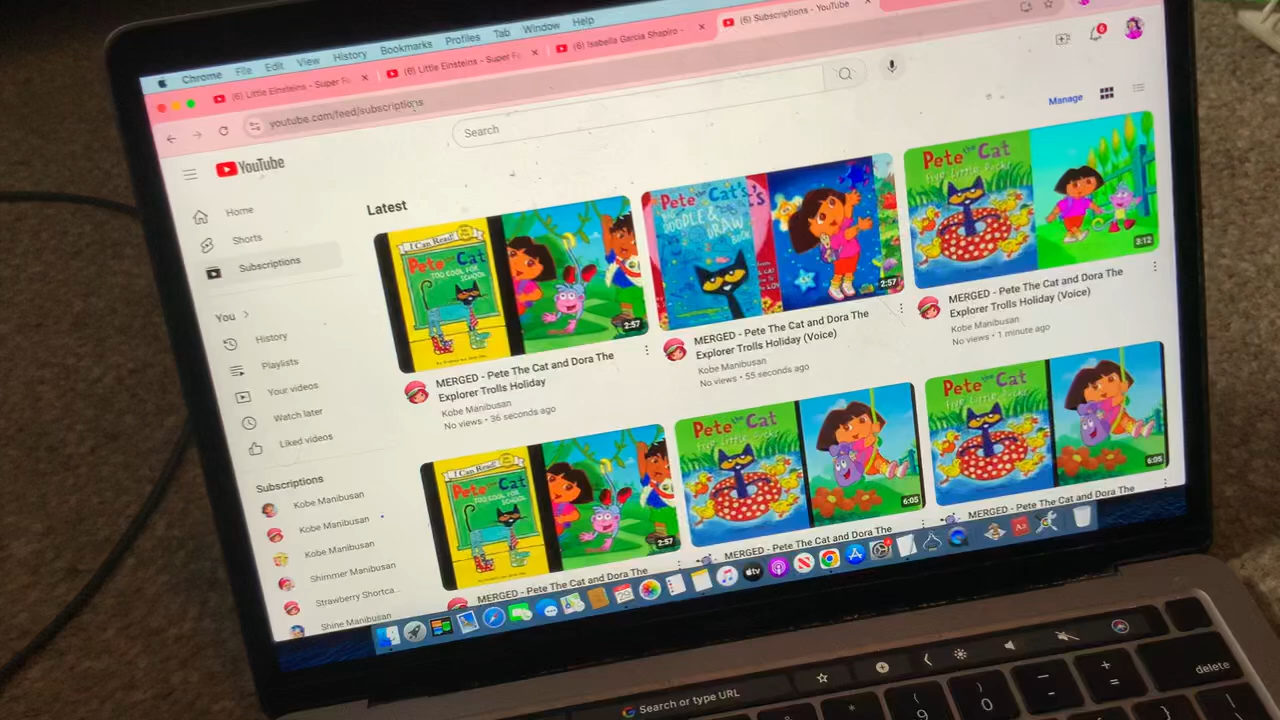 Chrome File Edit View History Bookmarks Profiles Tab Window Help
(6) Little Einsteins - Super F
(6) Little Einsteins - Super F
(6) Isabella Garcia Shapiro -
(6) Subscriptions - YouTube
youtube.com/feed/subscriptions
YouTube
Search
6
Manage
Home
Shorts
Subscriptions
You
History
Playlists
Your videos
Watch later
Liked videos
Subscriptions
Kobe Manibusan
Kobe Manibusan
Kobe Manibusan
Shimmer Manibusan
Strawberry Shortca...
Shine Manibusan
Latest
I Can Read!
Pete the Cat
TOO COOL FOR SCHOOL
2:57
MERGED - Pete The Cat and Dora The
Explorer Trolls Holiday
Kobe Manibusan
No views • 36 seconds ago
Pete the Cat's
DOODLE &
DRAW
BOOK
2:57
MERGED - Pete The Cat and Dora The
Explorer Trolls Holiday (Voice)
Kobe Manibusan
No views • 55 seconds ago
Pete the Cat
five little ducks
3:12
MERGED - Pete The Cat and Dora The
Explorer Trolls Holiday (Voice)
Kobe Manibusan
No views • 1 minute ago
I Can Read!
Pete the Cat
TOO COOL FOR SCHOOL
2:57
MERGED - Pete The Cat and Dora The
Pete the Cat
five little ducks
6:05
MERGED - Pete The Cat and Dora The
Pete the Cat
five little ducks
6:05
MERGED - Pete The Cat and Dora The
29
tv
Search or type URL
delete
+
=
9
0